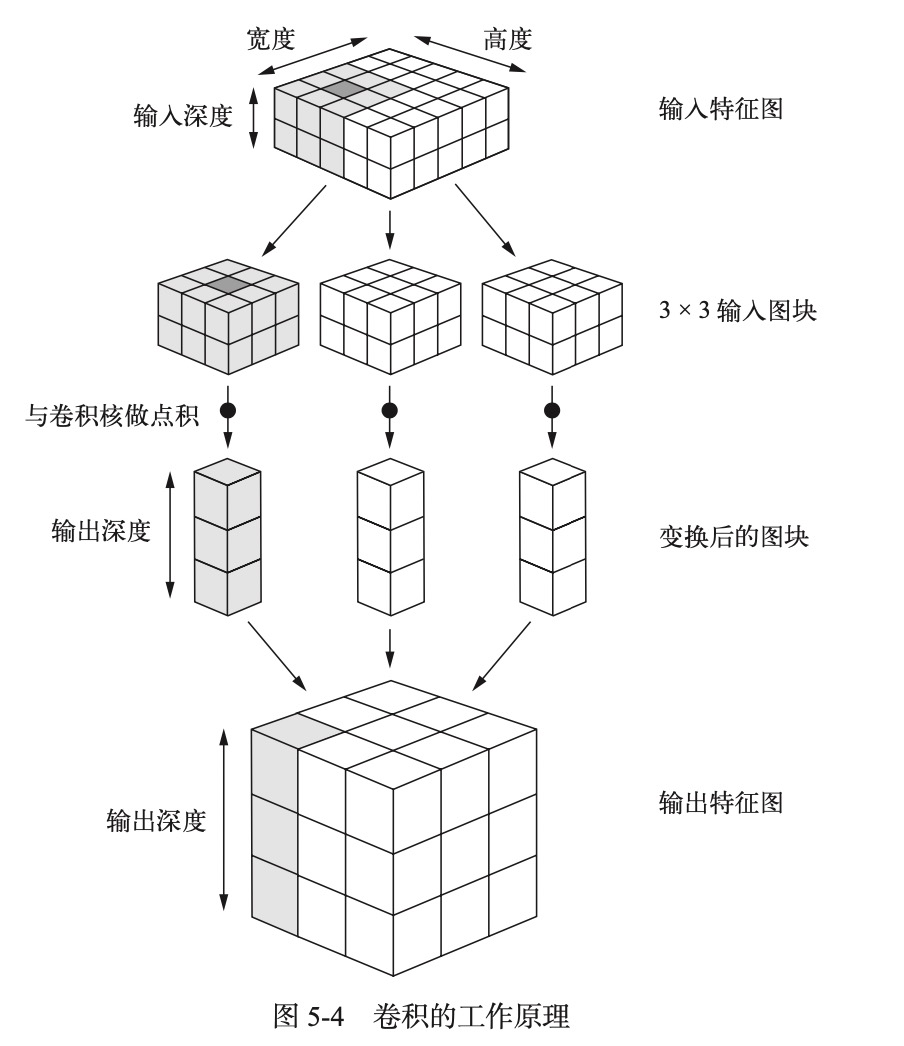 宽度
高度
输入深度
输入特征图
3 × 3 输入图块
与卷积核做点积
输出深度
变换后的图块
输出深度
输出特征图
图 5-4 卷积的工作原理